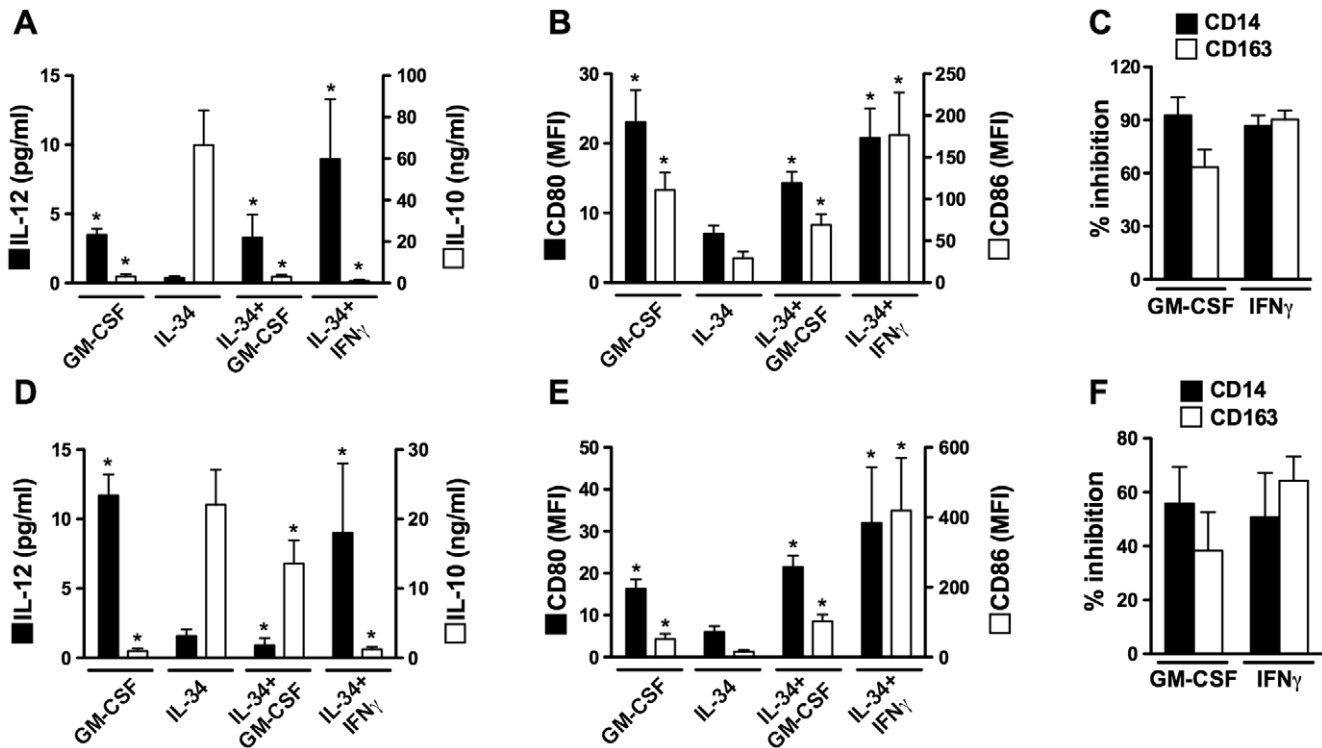 A
IL-12 (pg/ml)
15
10
5
0
100
80
60
40
20
0
IL-10 (ng/ml)
* * * * * *
GM-CSF
IL-34
IL-34+
GM-CSF
IL-34+
IFNγ
B
CD80 (MFI)
30
20
10
0
250
200
150
100
50
0
CD86 (MFI)
* * * * * *
GM-CSF
IL-34
IL-34+
GM-CSF
IL-34+
IFNγ
C
CD14
CD163
% inhibition
120
90
60
30
0
GM-CSF IFNγ
D
IL-12 (pg/ml)
15
10
5
0
30
20
10
0
IL-10 (ng/ml)
* * * * * *
GM-CSF
IL-34
IL-34+
GM-CSF
IL-34+
IFNγ
E
CD80 (MFI)
50
40
30
20
10
0
600
400
200
0
CD86 (MFI)
* * * * * *
GM-CSF
IL-34
IL-34+
GM-CSF
IL-34+
IFNγ
F
CD14
CD163
% inhibition
80
60
40
20
0
GM-CSF IFNγ